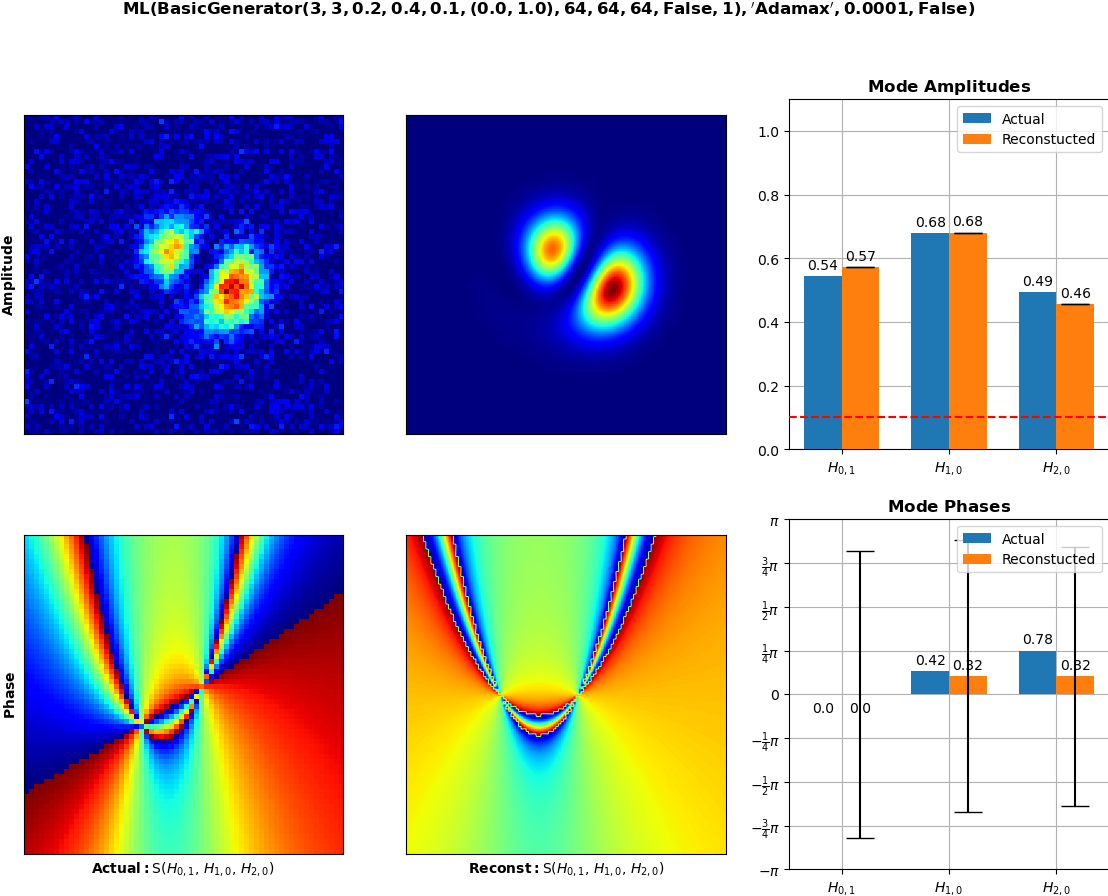 ML(BasicGenerator(3, 3, 0.2, 0.4, 0.1, (0.0, 1.0), 64, 64, 64, False, 1), ′Adamax′, 0.0001, False)
Amplitude
Mode Amplitudes
Actual
Reconstucted
1.0
0.8
0.6
0.4
0.2
0.0
0.54
0.57
0.68
0.68
0.49
0.46
H0,1
H1,0
H2,0
Phase
Actual: S(H0,1, H1,0, H2,0)
Reconst: S(H0,1, H1,0, H2,0)
Mode Phases
Actual
Reconstucted
π
3/4π
1/2π
1/4π
0
−1/4π
−1/2π
−3/4π
−π
0.0
0.0
0.42
0.32
0.78
0.32
H0,1
H1,0
H2,0